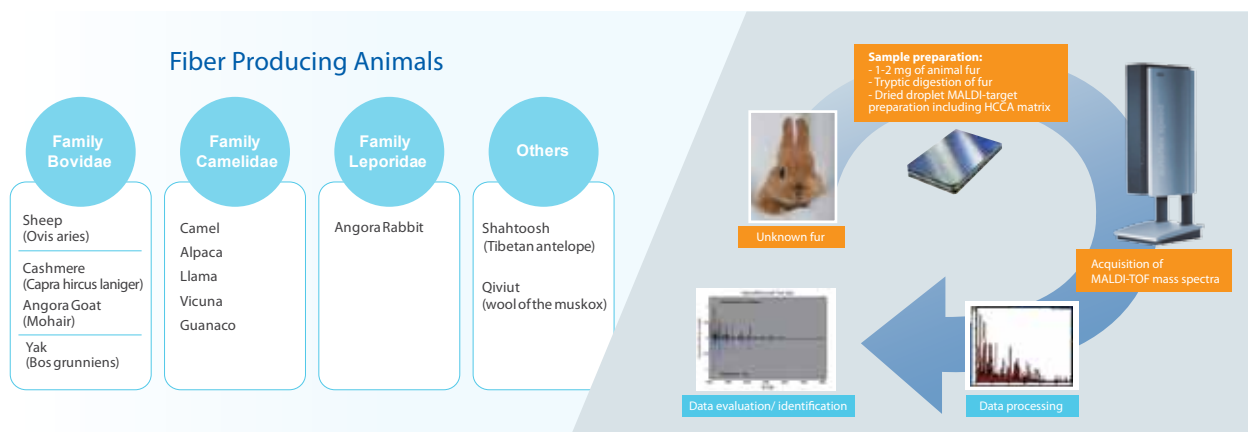 Fiber Producing Animals
Family
Bovidae
Sheep
(Ovis aries)
Cashmere
(Capra hircus laniger)
Angora Goat
(Mohair)
Yak
(Bos grunniens)
Family
Camelidae
Camel
Alpaca
Llama
Vicuna
Guanaco
Family
Leporidae
Angora Rabbit
Others
Shahtoosh
(Tibetan antelope)
Qiviut
(wool of the muskox)
Sample preparation:
- 1-2 mg of animal fur
- Tryptic digestion of fur
- Dried droplet MALDI-target
preparation including HCCA matrix
Unknown fur
Acquisition of
MALDI-TOF mass spectra
Data evaluation/ identification
Data processing